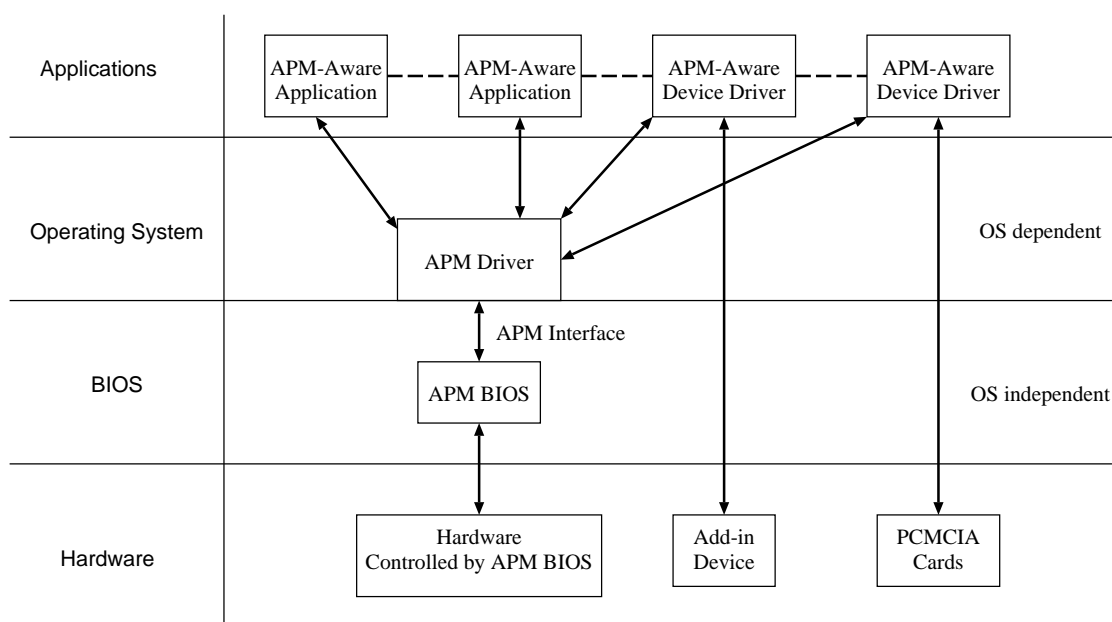 Applications
APM-Aware
Application
APM-Aware
Application
APM-Aware
Device Driver
APM-Aware
Device Driver
Operating System
APM Driver
OS dependent
APM Interface
BIOS
APM BIOS
OS independent
Hardware
Hardware
Controlled by APM BIOS
Add-in
Device
PCMCIA
Cards